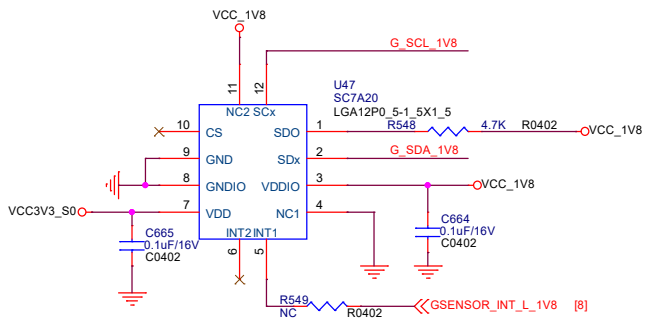 VCC_1V8
G_SCL_1V8
11
12
U47
SC7A20
LGA12P0_5-1_5X1_5
NC2 SCx
10 CS SDO 1 R548 4.7K R0402 VCC_1V8
9 GND SDx 2 G_SDA_1V8
8 GNDIO VDDIO 3 VCC_1V8
VCC3V3_S0 7 VDD NC1 4
INT2 INT1
C665
0.1uF/16V
C0402
6
5
C664
0.1uF/16V
C0402
R549
NC R0402 GSENSOR_INT_L_1V8 [8]